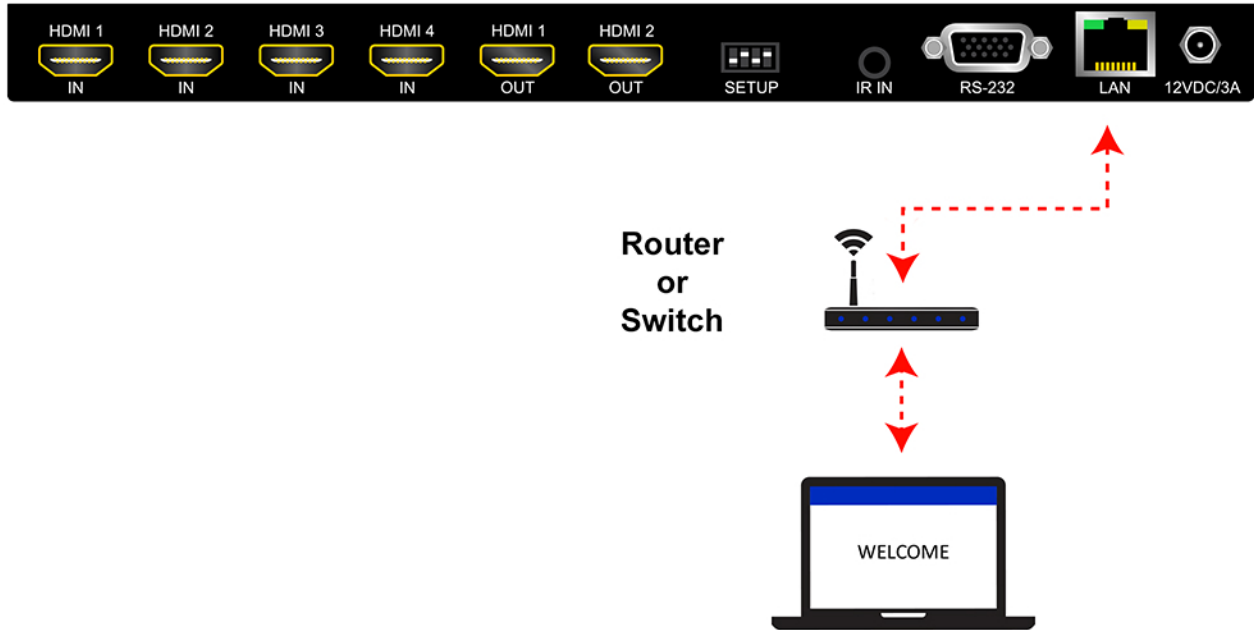 HDMI 1 HDMI 2 HDMI 3 HDMI 4 HDMI 1 HDMI 2
IN IN IN IN OUT OUT SETUP IR IN RS-232 LAN 12VDC/3A
Router
or
Switch
WELCOME